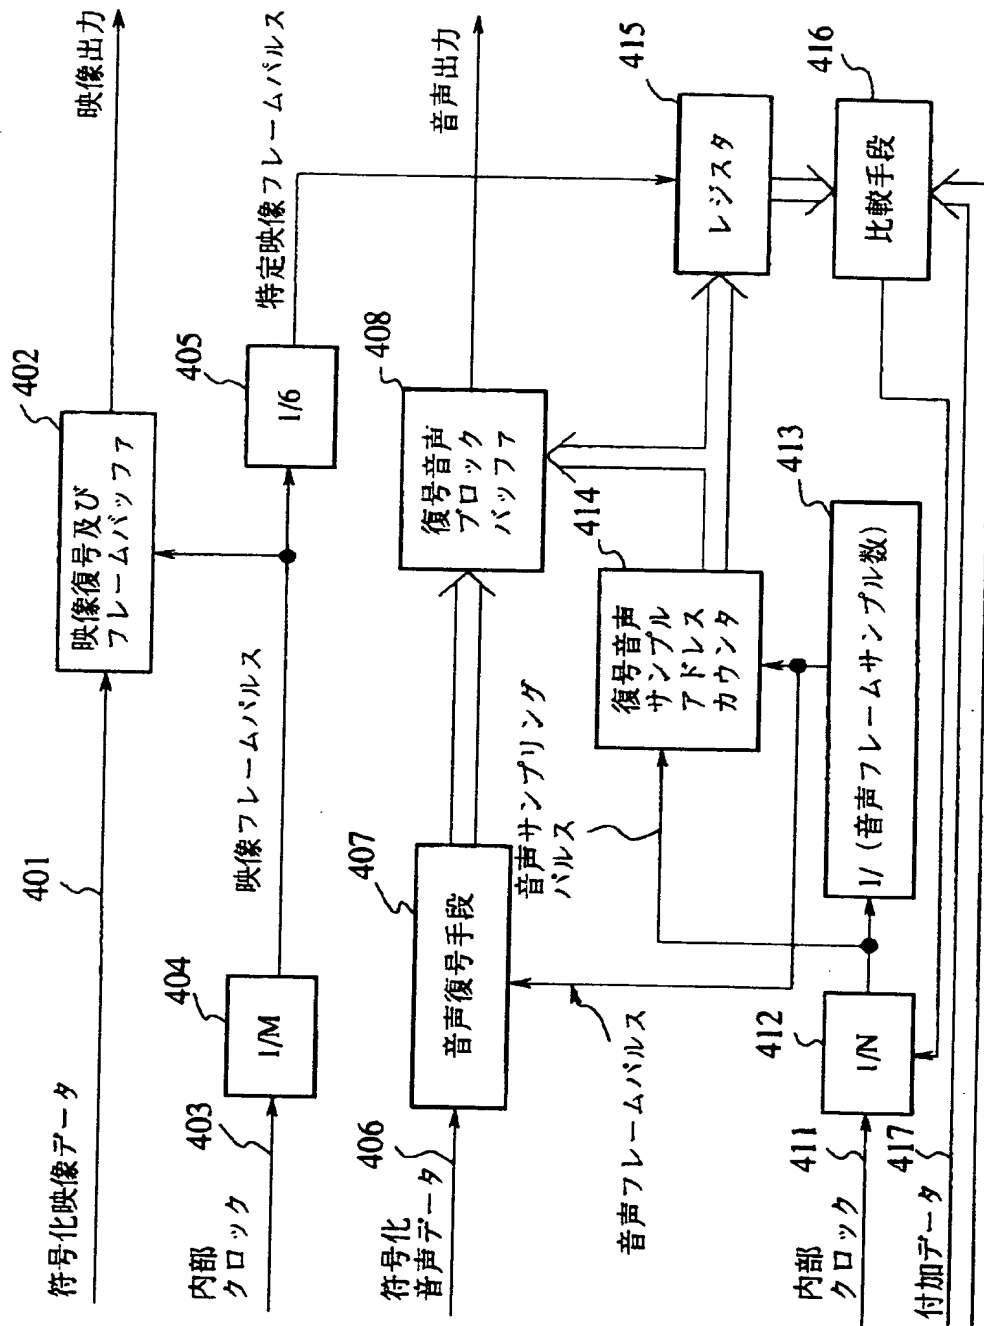 符号化映像データ
401
映像復号及び
フレームバッファ
402
映像出力
内部
クロック
403
1/M
404
映像フレームパルス
1/6
405
特定映像フレームパルス
符号化
音声データ
406
音声復号手段
407
復号音声
ブロック
バッファ
408
音声出力
音声サンプリング
パルス
音声フレームパルス
復号音声
サンプル
アドレス
カウンタ
414
レジスタ
415
内部
クロック
411
1/N
412
1/(音声フレームサンプル数)
413
比較手段
416
付加データ
417